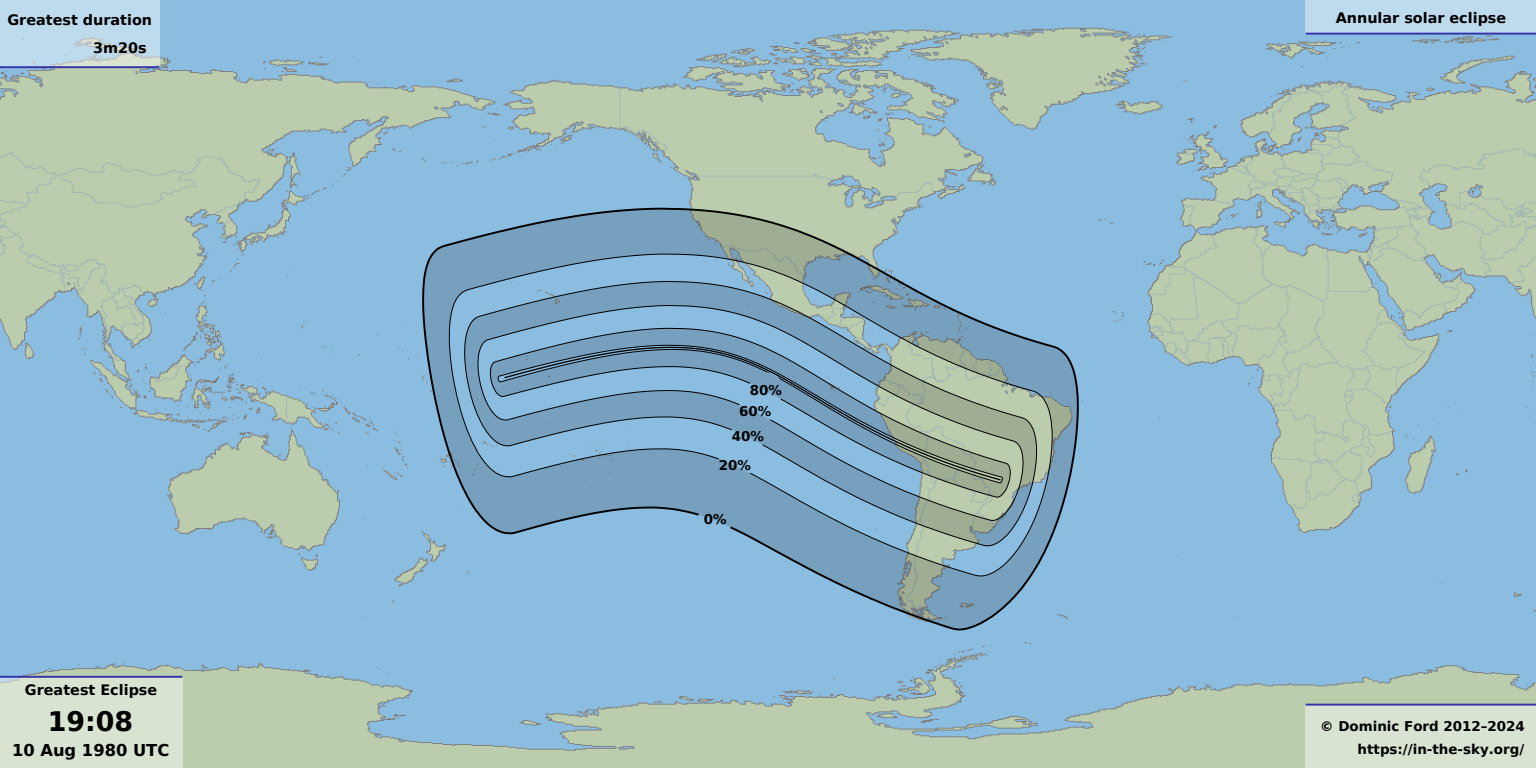 Greatest duration
3m20s
Annular solar eclipse
80%
60%
40%
20%
0%
Greatest Eclipse
19:08
10 Aug 1980 UTC
© Dominic Ford 2012–2024
https://in-the-sky.org/